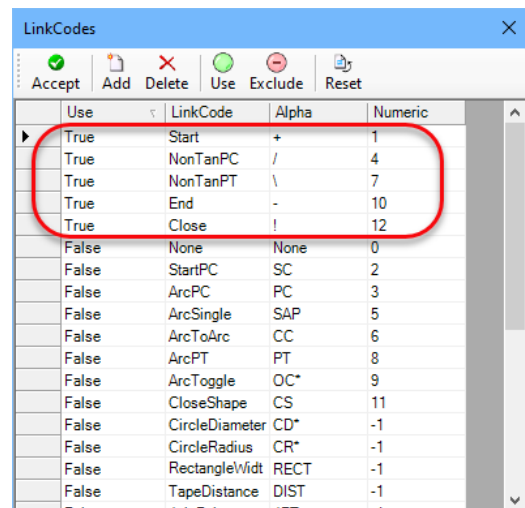 LinkCodes
Accept Add Delete Use Exclude Reset
Use LinkCode Alpha Numeric
True Start + 1
True NonTanPC / 4
True NonTanPT \ 7
True End - 10
True Close ! 12
False None None 0
False StartPC SC 2
False ArcPC PC 3
False ArcSingle SAP 5
False ArcToArc CC 6
False ArcPT PT 8
False ArcToggle OC* 9
False CloseShape CS 11
False CircleDiameter CD* -1
False CircleRadius CR* -1
False RectangleWidt RECT -1
False TapeDistance DIST -1